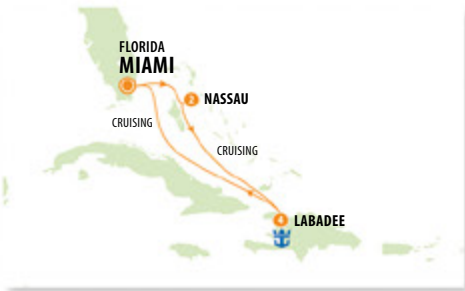 FLORIDA
MIAMI
2 NASSAU
CRUISING
CRUISING
4 LABADEE